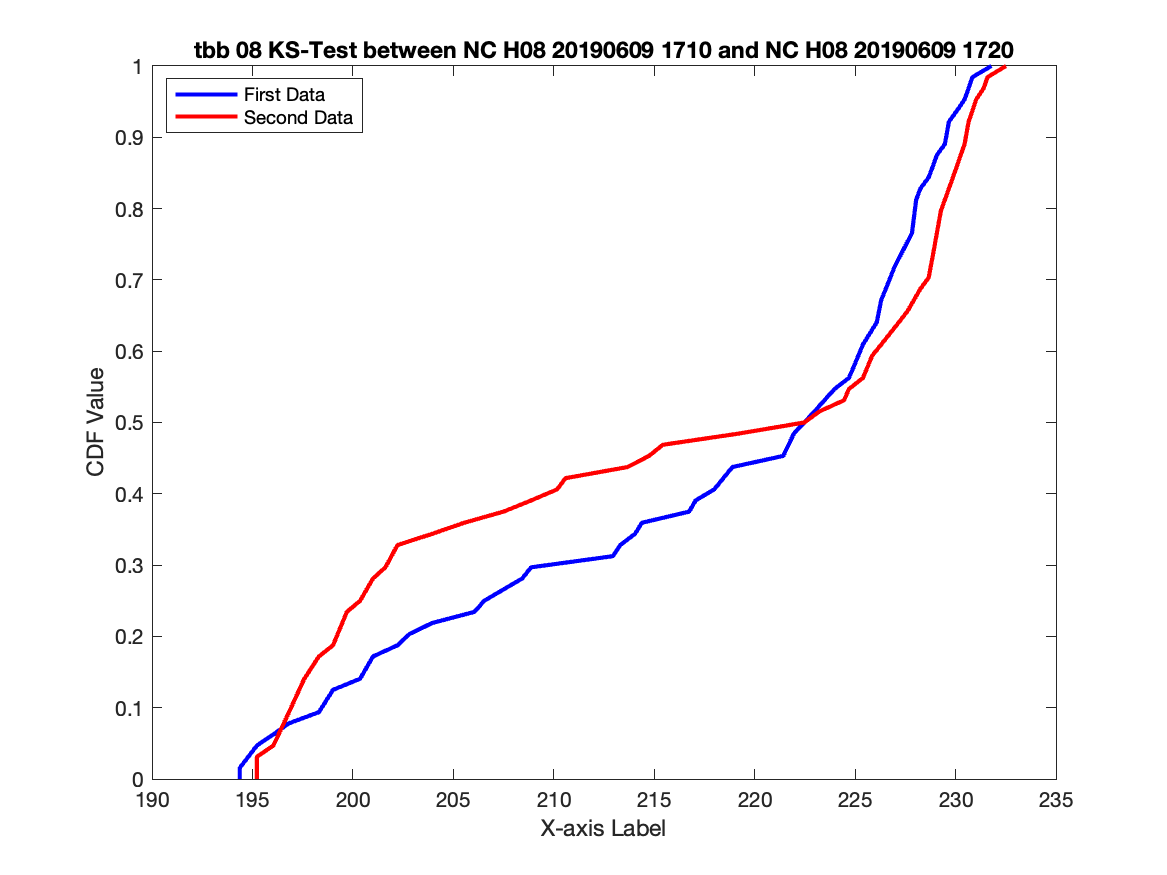 tbb 08 KS-Test between NC H08 20190609 1710 and NC H08 20190609 1720
First Data
Second Data
1
0.9
0.8
0.7
0.6
0.5
0.4
0.3
0.2
0.1
0
CDF Value
190 195 200 205 210 215 220 225 230 235
X-axis Label